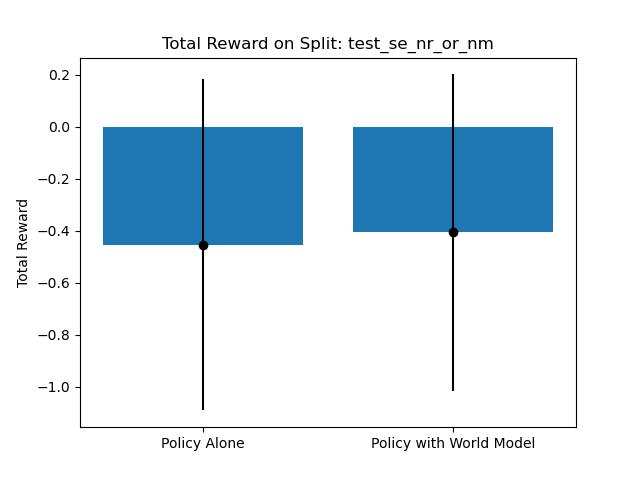 Total Reward on Split: test_se_nr_or_nm
Total Reward
0.2
0.0
−0.2
−0.4
−0.6
−0.8
−1.0
Policy Alone
Policy with World Model